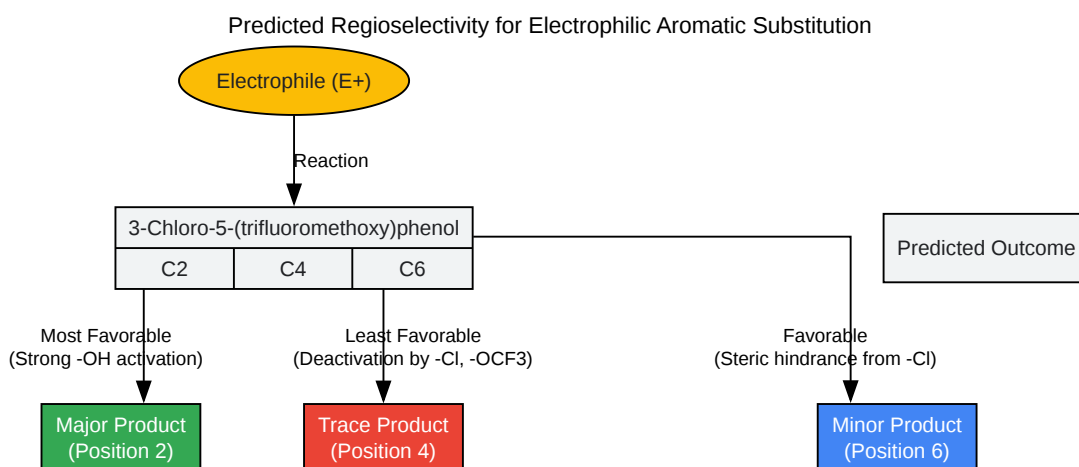 Predicted Regioselectivity for Electrophilic Aromatic Substitution
Electrophile (E+)
Reaction
3-Chloro-5-(trifluoromethoxy)phenol
C2
C4
C6
Predicted Outcome
Most Favorable
(Strong -OH activation)
Least Favorable
(Deactivation by -Cl, -OCF3)
Favorable
(Steric hindrance from -Cl)
Major Product
(Position 2)
Trace Product
(Position 4)
Minor Product
(Position 6)